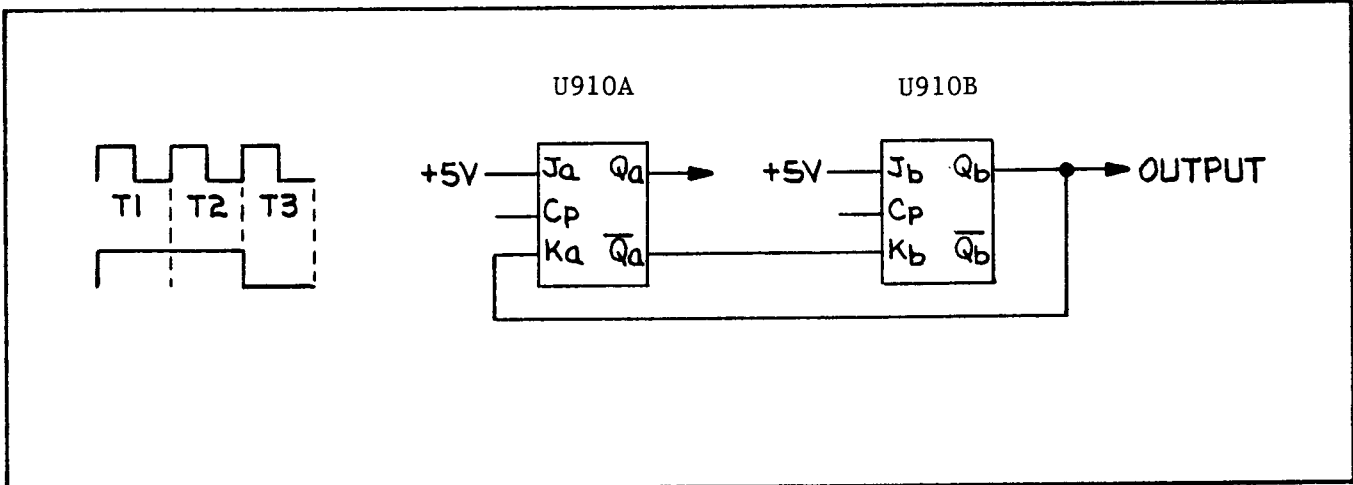 U910A
U910B
+5V
Ja Qa
Cp
Ka Q̅a
+5V
Jb Qb
Cp
Kb Q̅b
OUTPUT
T1 T2 T3